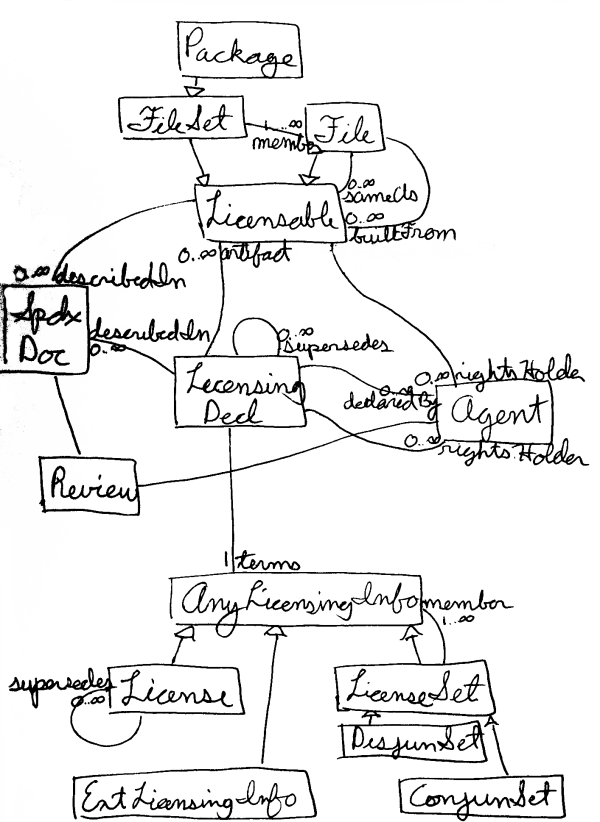 Package
FileSet
1..∞
member
File
0..∞
sameAs
Licensable
0..∞
builtFrom
0..∞ artifact
0..∞ describedIn
Spdx
Doc
describedIn
0..∞
0..∞
supersedes
Licensing
Decl
0..∞
declaredBy
0..∞ rightsHolder
Agent
0..∞ rightsHolder
Review
1 terms
AnyLicensingInfo
member
1..∞
supersedes
0..∞
License
LicenseSet
DisjunSet
ExtLicensingInfo
ConjunSet